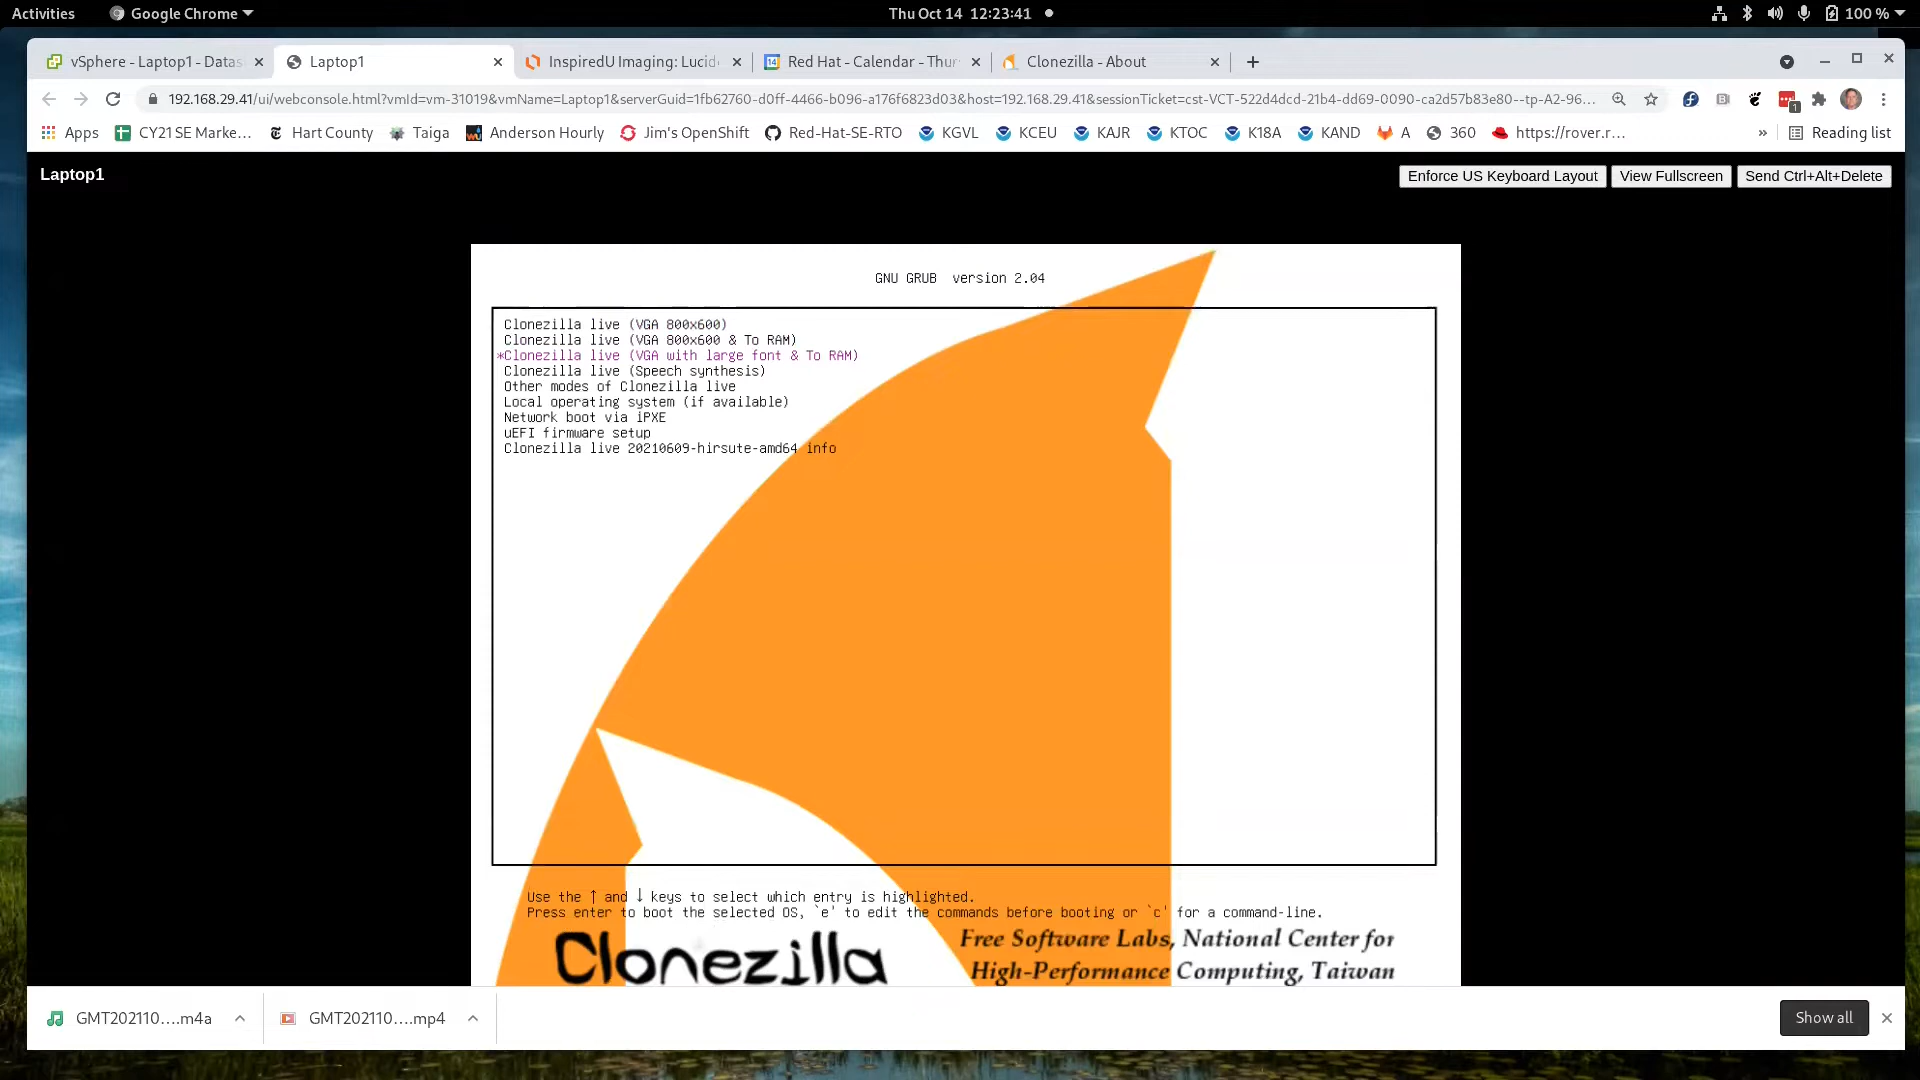 Activities Google Chrome Thu Oct 14 12:23:41 100 %
vSphere - Laptop1 - Datas Laptop1 InspiredU Imaging: Lucid Red Hat - Calendar - Thur Clonezilla - About
192.168.29.41/ui/webconsole.html?vmId=vm-31019&vmName=Laptop1&serverGuid=1fb62760-d0ff-4466-b096-a176f6823d03&host=192.168.29.41&sessionTicket=cst-VCT-522d4dcd-21b4-dd69-0090-ca2d57b83e80--tp-A2-96...
Apps CY21 SE Marke... Hart County Taiga Anderson Hourly Jim's OpenShift Red-Hat-SE-RTO KGVL KCEU KAJR KTOC K18A KAND A 360 https://rover.r... » Reading list
Laptop1 Enforce US Keyboard Layout View Fullscreen Send Ctrl+Alt+Delete
GNU GRUB version 2.04
Clonezilla live (VGA 800x600)
Clonezilla live (VGA 800x600 & To RAM)
*Clonezilla live (VGA with large font & To RAM)
Clonezilla live (Speech synthesis)
Other modes of Clonezilla live
Local operating system (if available)
Network boot via iPXE
uEFI firmware setup
Clonezilla live 20210609-hirsute-amd64 info
Use the ↑ and ↓ keys to select which entry is highlighted.
Press enter to boot the selected OS, `e' to edit the commands before booting or `c' for a command-line.
Clonezilla
Free Software Labs, National Center for
High-Performance Computing, Taiwan
GMT202110....m4a GMT202110....mp4 Show all